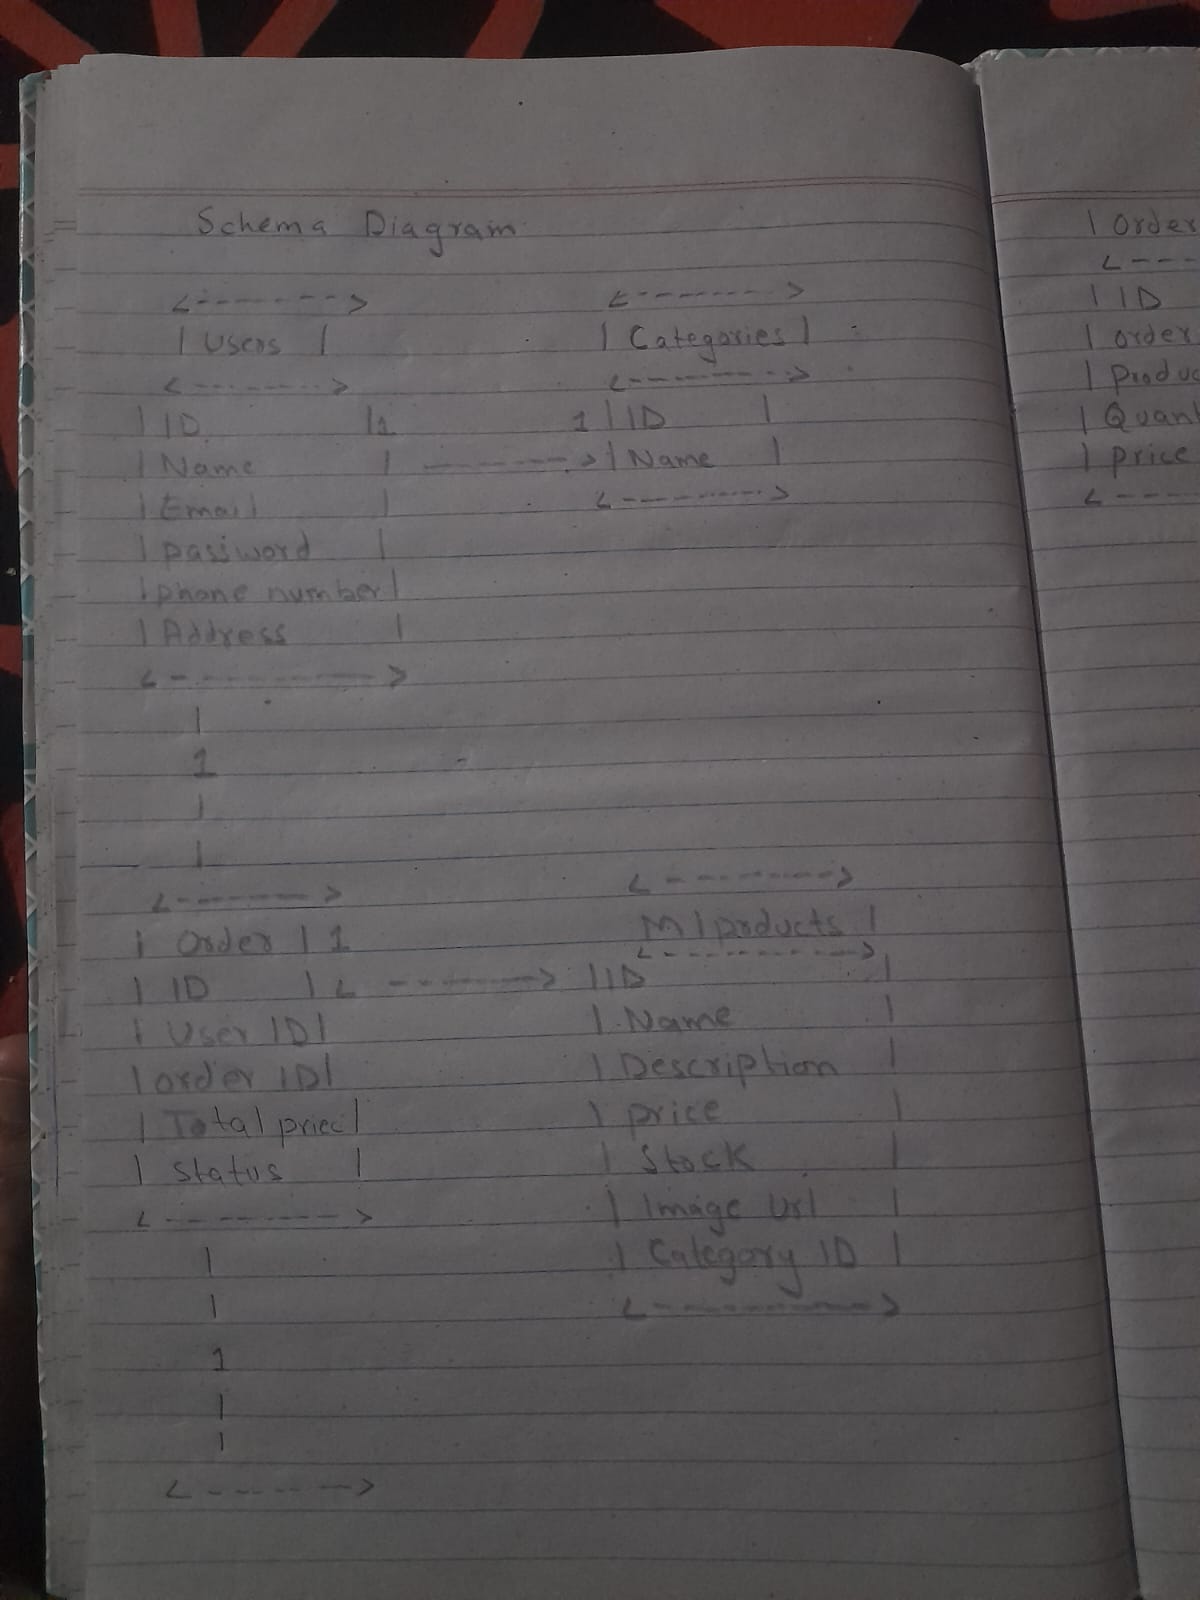 Schema Diagram
<------->
<------->
| Users |
| Categories |
<------->
<------->
| ID |1
1 | ID |
| Name | ------->| Name |
| Email |
<------->
| password |
| phone number |
| Address |
<--------->
|
1
|
|
<------>
<------->
| Order | 1
M | prducts |
<------->
| ID | < ------> | ID |
| User ID |
| Name |
| order ID |
| Description |
| Total price |
| price |
| status |
| Stock |
<------->
| Image Url |
|
| Category ID |
|
<-------->
1
|
|
<------>
| Order
<---
| ID
| order
| Produc
| Quant
| price
<---